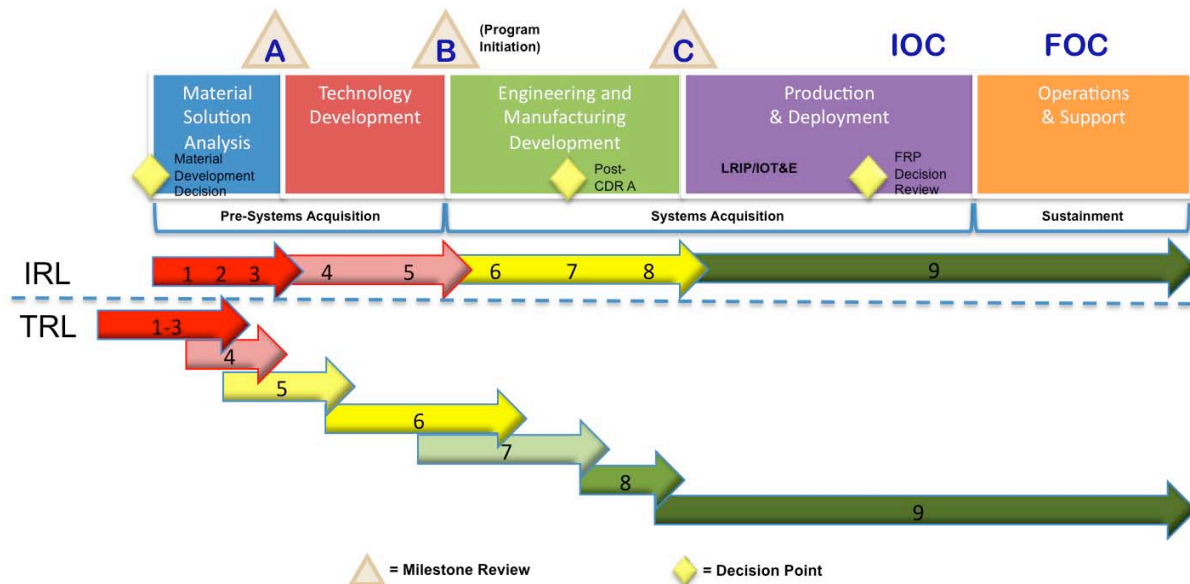 A
B
(Program
Initiation)
C
IOC
FOC
Material
Solution
Analysis
Technology
Development
Engineering and
Manufacturing
Development
Production
& Deployment
Operations
& Support
Material
Development
Decision
Post-
CDR A
LRIP/IOT&E
FRP
Decision
Review
Pre-Systems Acquisition
Systems Acquisition
Sustainment
IRL
1 2 3 4 5 6 7 8 9
TRL
1-3
4
5
6
7
8
9
= Milestone Review
= Decision Point